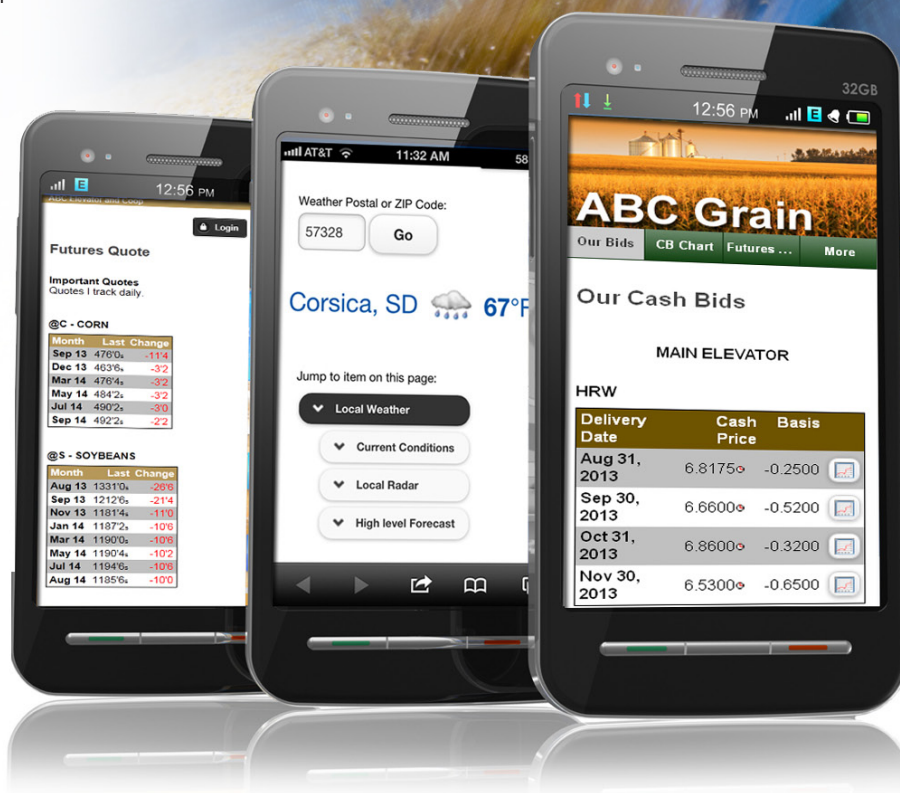 12:56 PM
ABC Elevator and Coop
Login
Futures Quote
Important Quotes
Quotes I track daily.
@C - CORN
Month Last Change
Sep 13 476'0s -11'4
Dec 13 463'6s -3'2
Mar 14 476'4s -3'2
May 14 484'2s -3'2
Jul 14 490'2s -3'0
Sep 14 492'2s -2'2
@S - SOYBEANS
Month Last Change
Aug 13 1331'0s -26'6
Sep 13 1212'6s -21'4
Nov 13 1181'4s -11'0
Jan 14 1187'2s -10'6
Mar 14 1190'0s -10'6
May 14 1190'4s -10'2
Jul 14 1194'6s -10'6
Aug 14 1185'6s -10'0
AT&T 11:32 AM 58
Weather Postal or ZIP Code:
57328 Go
Corsica, SD 67°F
Jump to item on this page:
Local Weather
Current Conditions
Local Radar
High level Forecast
32GB
12:56 PM E
ABC Grain
Our Bids CB Chart Futures ... More
Our Cash Bids
MAIN ELEVATOR
HRW
Delivery Cash Basis
Date Price
Aug 31, 6.8175 -0.2500
2013
Sep 30, 6.6600 -0.5200
2013
Oct 31, 6.8600 -0.3200
2013
Nov 30, 6.5300 -0.6500
2013